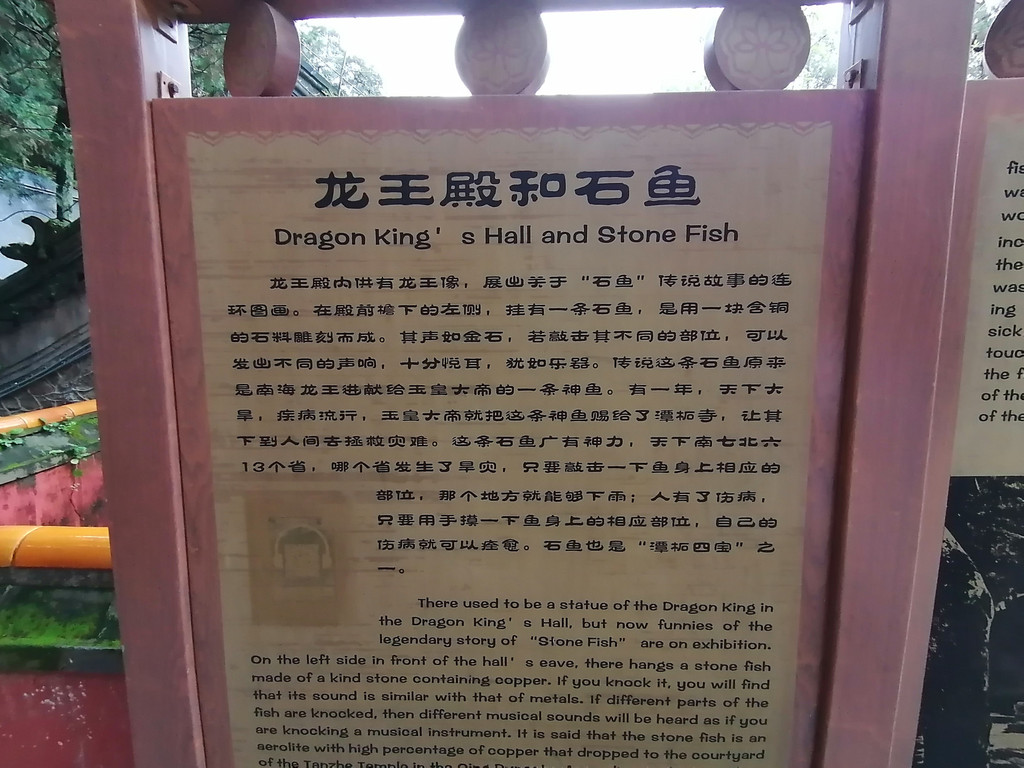 龙王殿和石鱼
Dragon King's Hall and Stone Fish
龙王殿内供有龙王像，展出关于“石鱼”传说故事的连
环图画。在殿前檐下的左侧，挂有一条石鱼，是用一块含铜
的石料雕刻而成。其声如金石，若敲击其不同的部位，可以
发出不同的声响，十分悦耳，犹如乐器。传说这条石鱼原来
是南海龙王进献给玉皇大帝的一条神鱼。有一年，天下大
旱，疾病流行，玉皇大帝就把这条神鱼赐给了潭柘寺，让其
下到人间去拯救灾难。这条石鱼广有神力，天下南七北六
13个省，哪个省发生了旱灾，只要敲击一下鱼身上相应的
部位，那个地方就能够下雨；人有了伤病，
只要用手摸一下鱼身上的相应部位，自己的
伤病就可以痊愈。石鱼也是“潭柘四宝”之
一。
There used to be a statue of the Dragon King in
the Dragon King's Hall, but now funnies of the
legendary story of “Stone Fish” are on exhibition.
On the left side in front of the hall's eave, there hangs a stone fish
made of a kind stone containing copper. If you knock it, you will find
that its sound is similar with that of metals. If different parts of the
fish are knocked, then different musical sounds will be heard as if you
are knocking a musical instrument. It is said that the stone fish is an
aerolite with high percentage of copper that dropped to the courtyard
of the Tanzhe Temple in the Qing
fis
wa
wo
inc
the
was
ing
sick
touc
the f
of the
of the